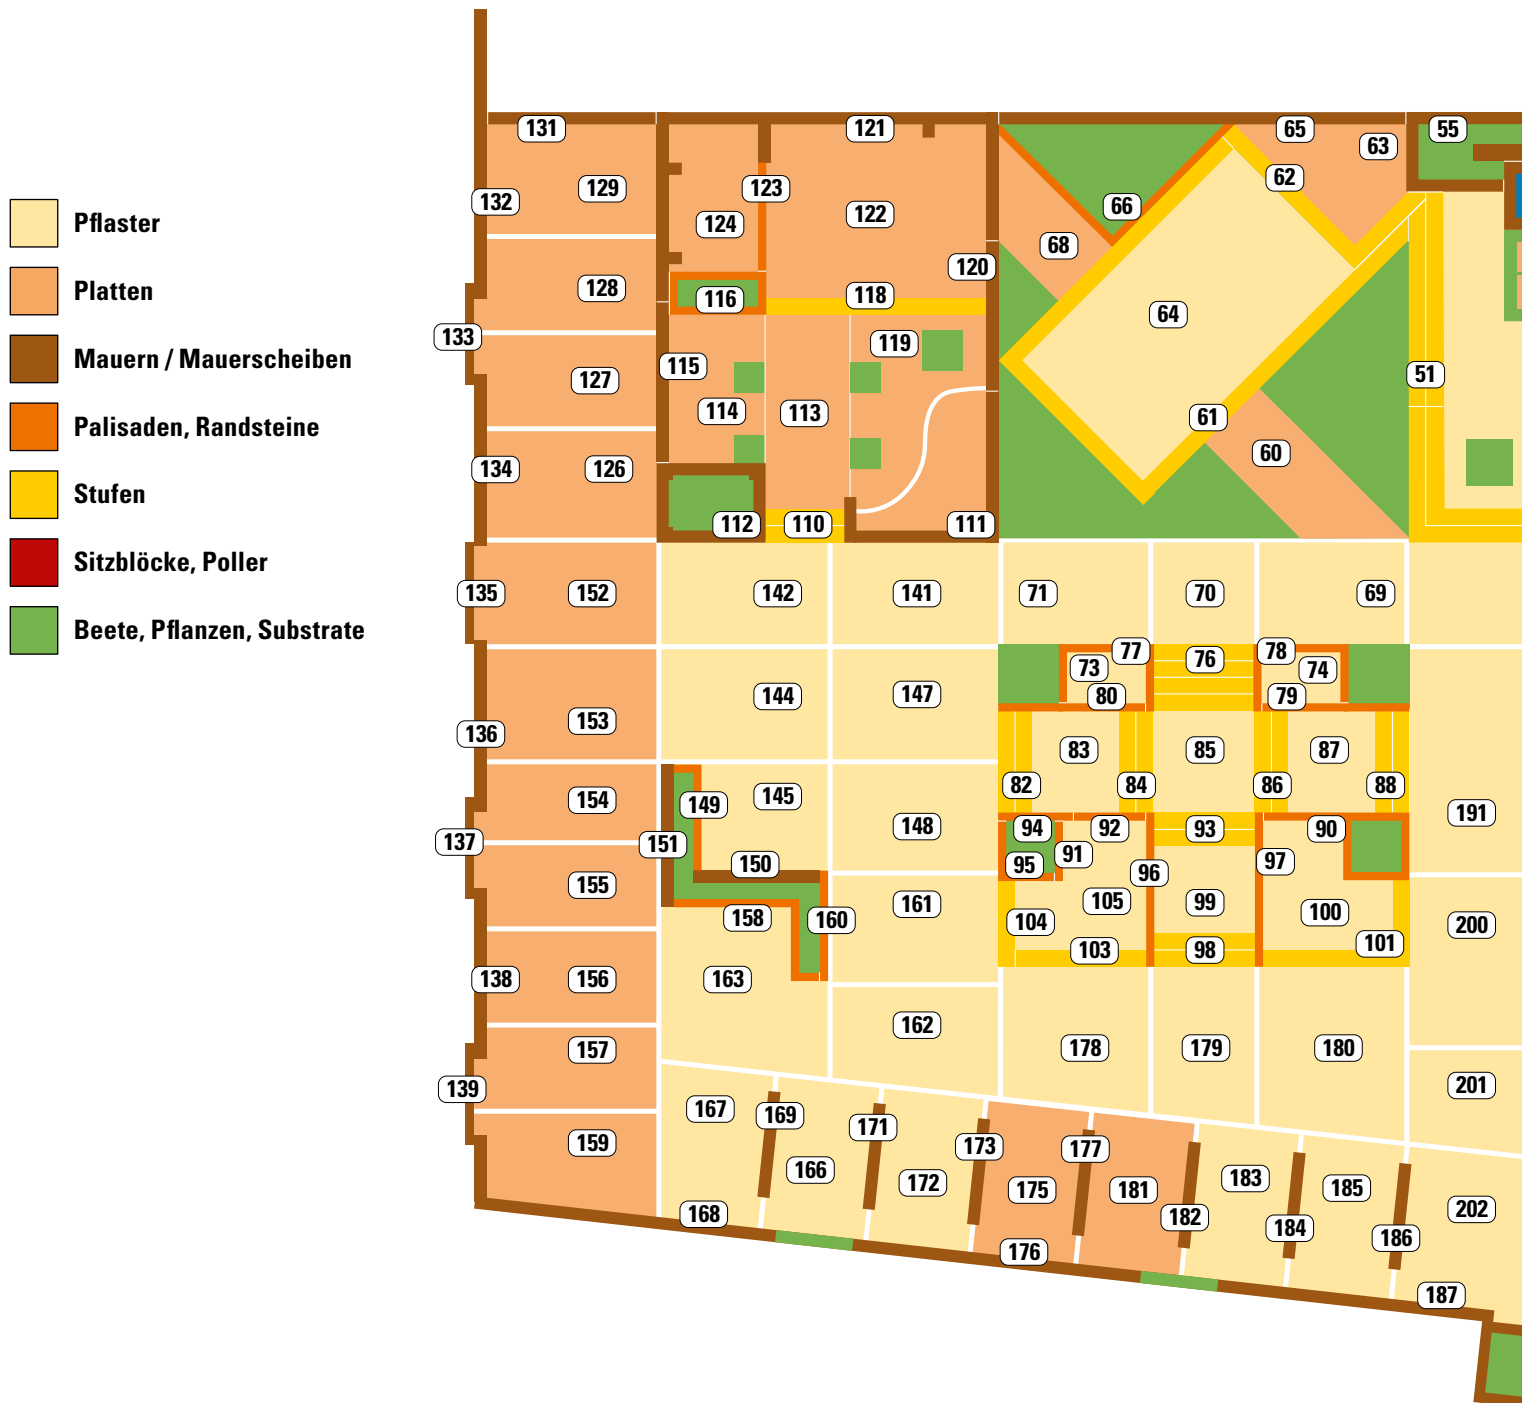 Pflaster
Platten
Mauern / Mauerscheiben
Palisaden, Randsteine
Stufen
Sitzblöcke, Poller
Beete, Pflanzen, Substrate
131 121 65 55
63
129 123 62
132 124 122 66
68
120
128 116 118
64
133 119
115 51
127
114 113 61
60
134 126
112 110 111
135 152 142 141 71 70 69
77 76 78
73 74
144 147 80 79
153
136 83 85 87
82 84 86 88
154 149 145
148 94 92 93 90 191
137 151
150 95 91 97
155 96
158 160 161 104 105 99 100 200
103 98 101
138 156 163
162
157 178 179 180
139 201
167 169 171
159 173 177
166 172 175 181 183 185
168 182 184 202
186
176
187